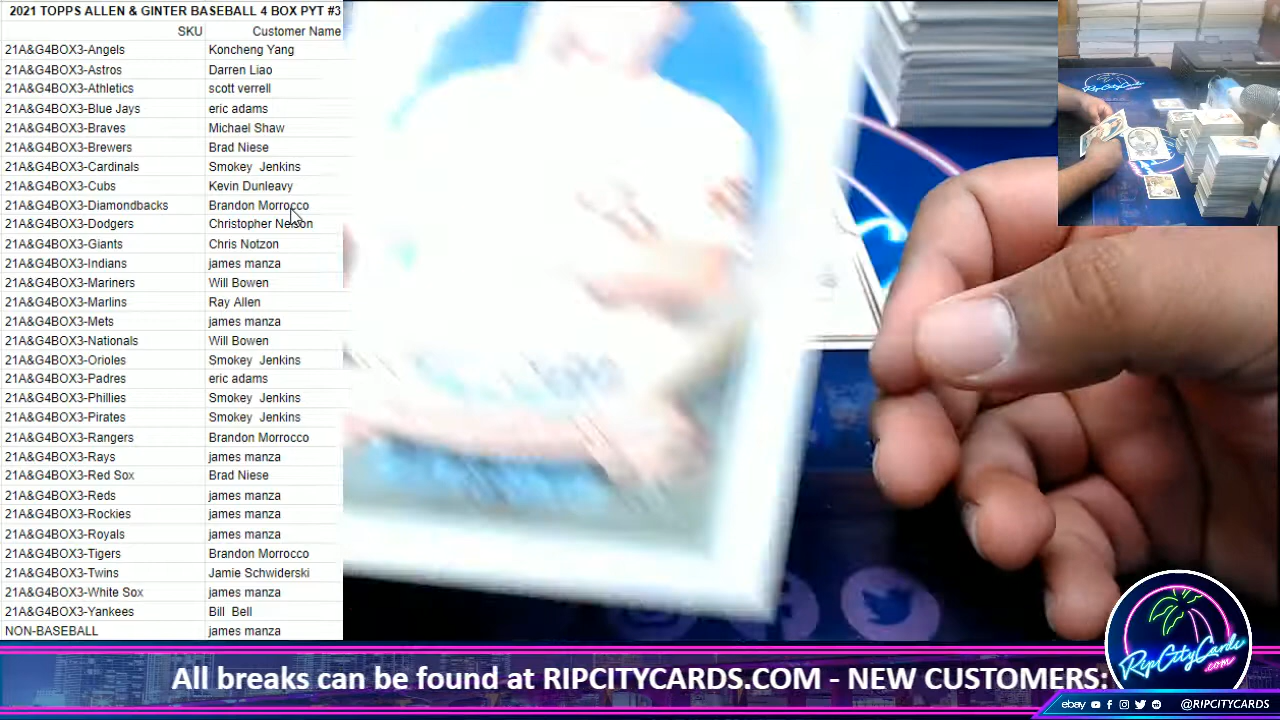 2021 TOPPS ALLEN & GINTER BASEBALL 4 BOX PYT #3
SKU Customer Name
21A&G4BOX3-Angels Koncheng Yang
21A&G4BOX3-Astros Darren Liao
21A&G4BOX3-Athletics scott verrell
21A&G4BOX3-Blue Jays eric adams
21A&G4BOX3-Braves Michael Shaw
21A&G4BOX3-Brewers Brad Niese
21A&G4BOX3-Cardinals Smokey Jenkins
21A&G4BOX3-Cubs Kevin Dunleavy
21A&G4BOX3-Diamondbacks Brandon Morrocco
21A&G4BOX3-Dodgers Christopher Nelson
21A&G4BOX3-Giants Chris Notzon
21A&G4BOX3-Indians james manza
21A&G4BOX3-Mariners Will Bowen
21A&G4BOX3-Marlins Ray Allen
21A&G4BOX3-Mets james manza
21A&G4BOX3-Nationals Will Bowen
21A&G4BOX3-Orioles Smokey Jenkins
21A&G4BOX3-Padres eric adams
21A&G4BOX3-Phillies Smokey Jenkins
21A&G4BOX3-Pirates Smokey Jenkins
21A&G4BOX3-Rangers Brandon Morrocco
21A&G4BOX3-Rays james manza
21A&G4BOX3-Red Sox Brad Niese
21A&G4BOX3-Reds james manza
21A&G4BOX3-Rockies james manza
21A&G4BOX3-Royals james manza
21A&G4BOX3-Tigers Brandon Morrocco
21A&G4BOX3-Twins Jamie Schwiderski
21A&G4BOX3-White Sox james manza
21A&G4BOX3-Yankees Bill Bell
NON-BASEBALL james manza
RipCityCards
RipCityCards
.com
All breaks can be found at RIPCITYCARDS.COM - NEW CUSTOMERS:
ebay @RIPCITYCARDS